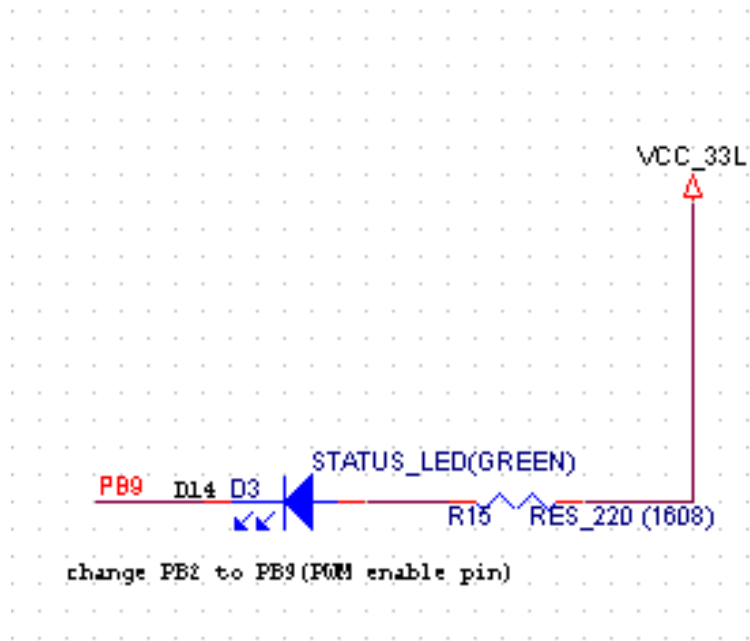 VCC_33L
STATUS_LED(GREEN)
PB9 D14 D3
R15 RES_220 (1608)
change PB2 to PB9(PWM enable pin)